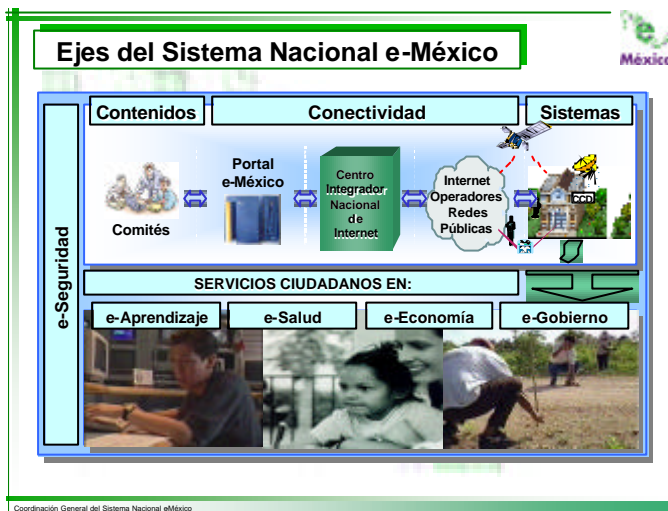 Ejes del Sistema Nacional e-México
e
México
Contenidos
Conectividad
Sistemas
e-Seguridad
Comités
Portal
e-México
Centro
Integrador
Nacional
de
Internet
Internet
Operadores
Redes
Públicas
CCD
SERVICIOS CIUDADANOS EN:
e-Aprendizaje
e-Salud
e-Economía
e-Gobierno
Coordinación General del Sistema Nacional eMéxico